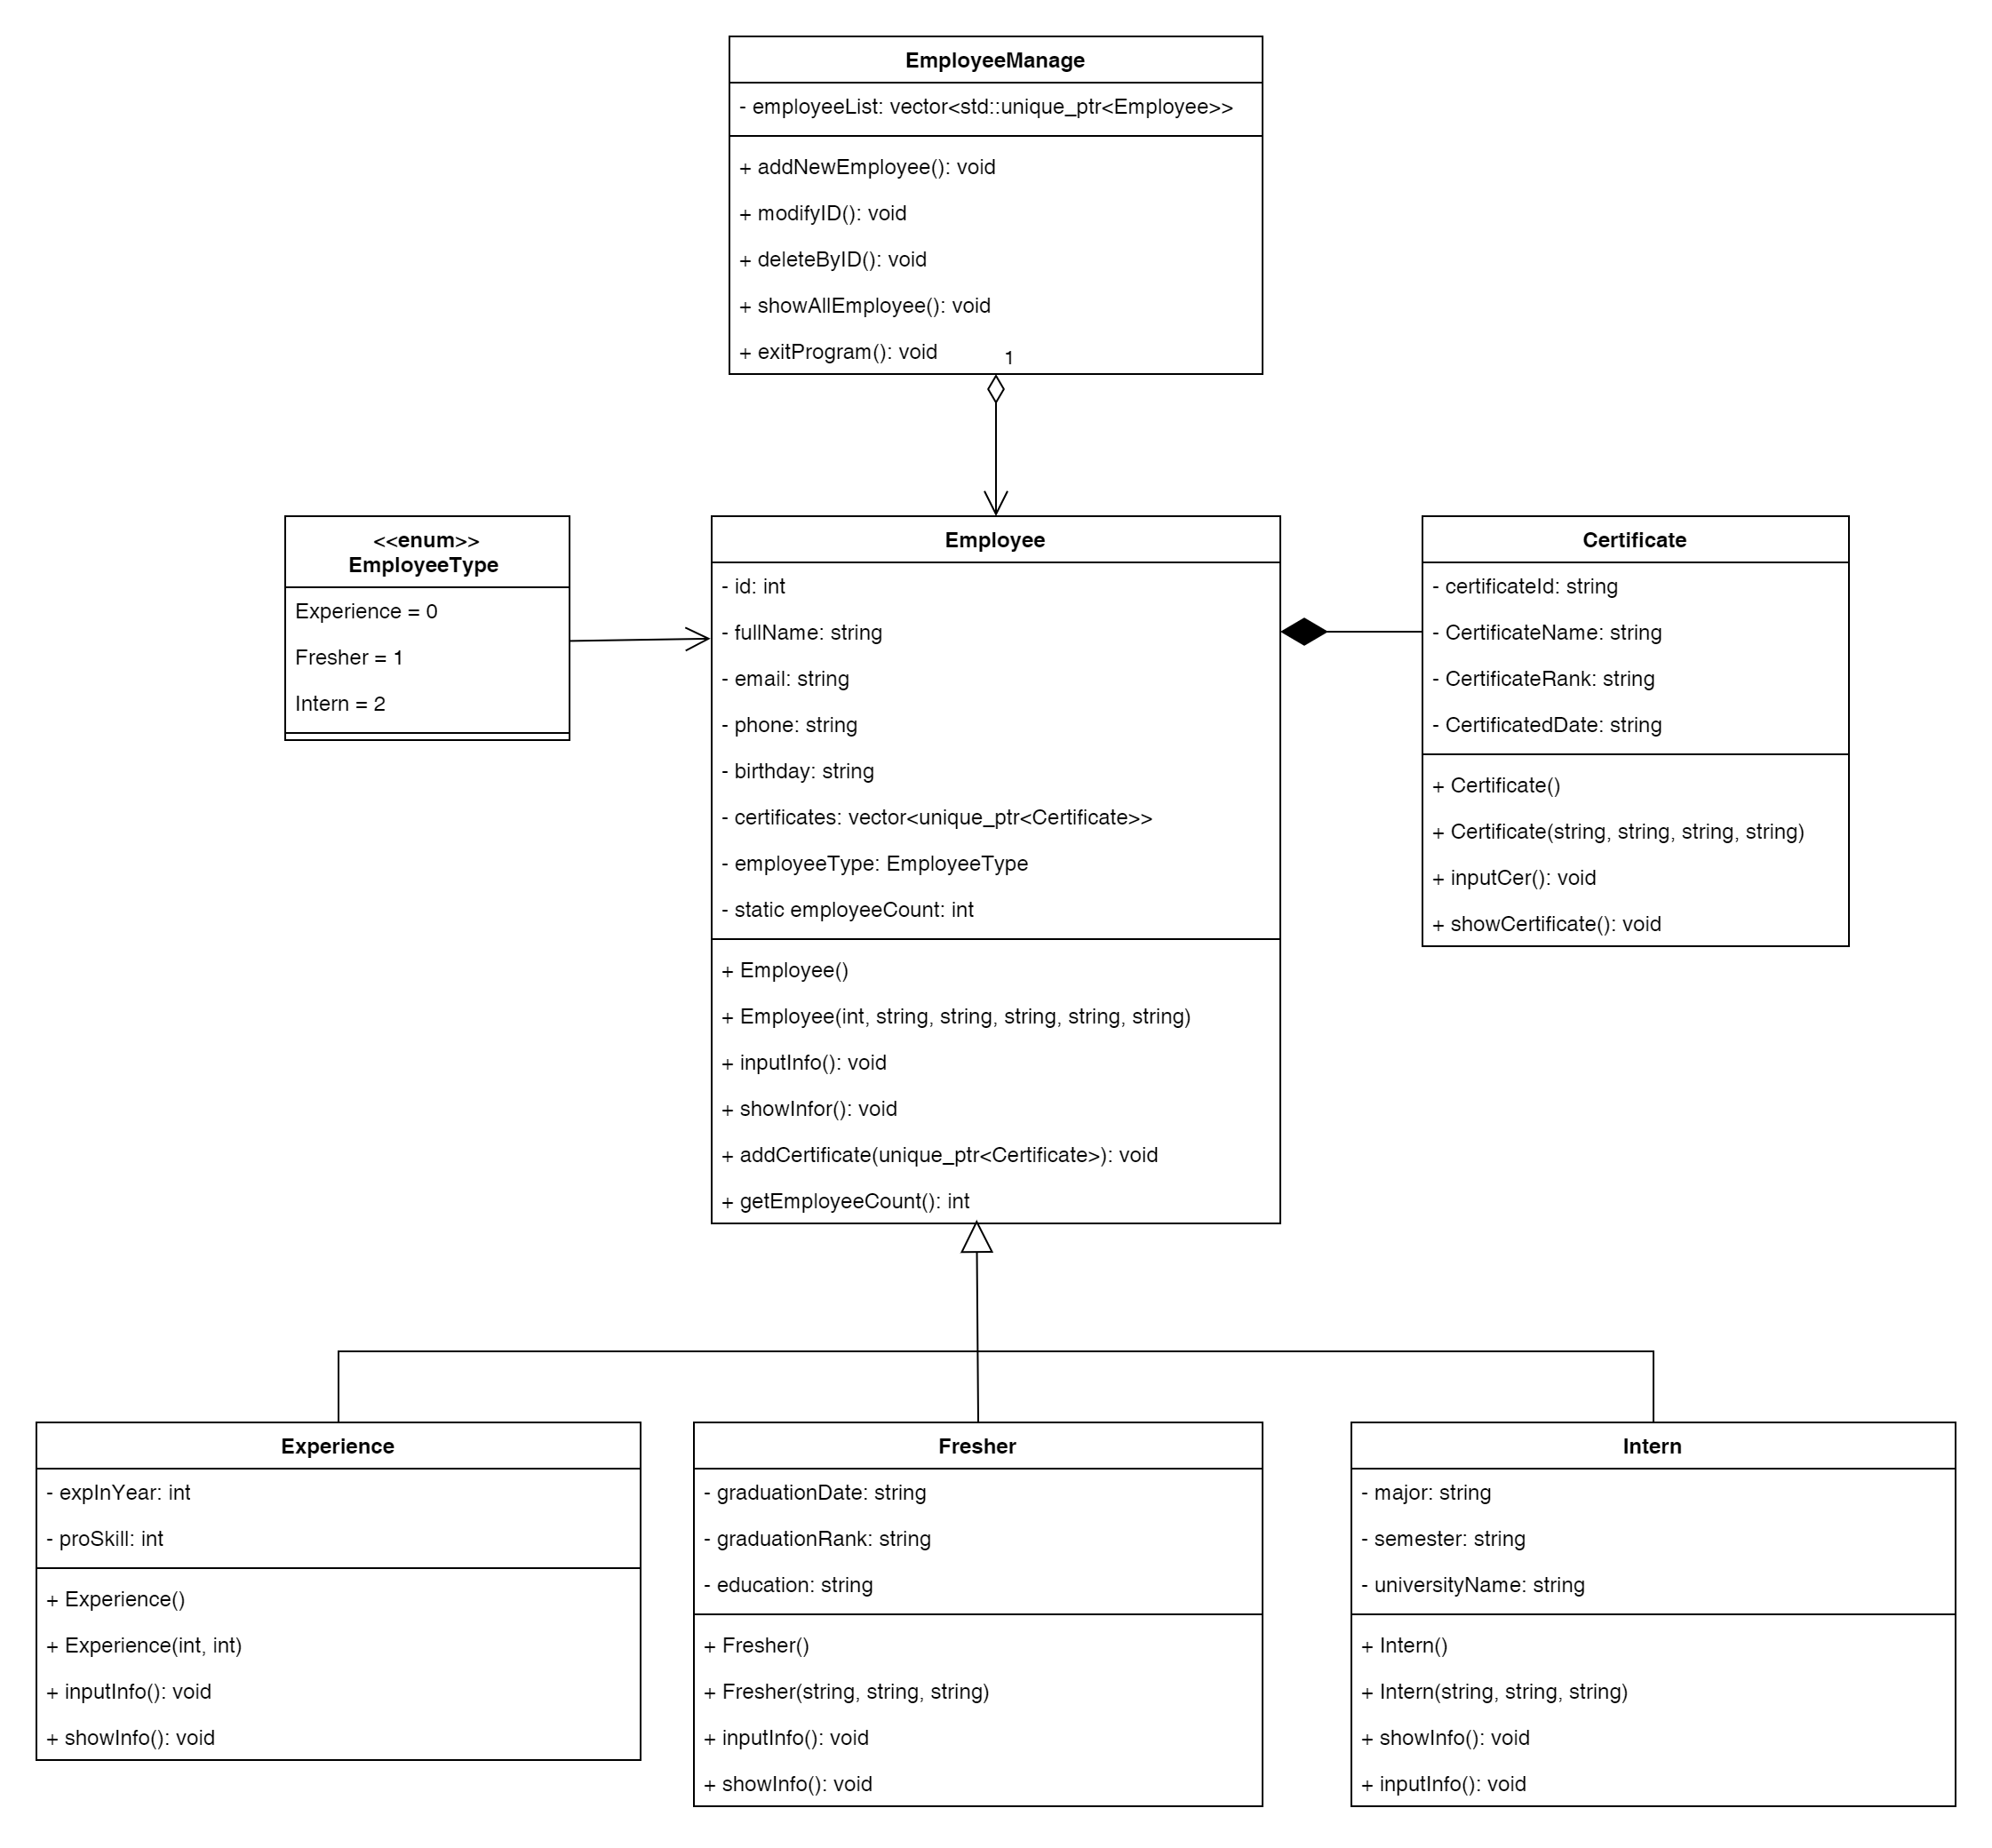 EmployeeManage
- employeeList: vector<std::unique_ptr<Employee>>
+ addNewEmployee(): void
+ modifyID(): void
+ deleteByID(): void
+ showAllEmployee(): void
+ exitProgram(): void
1
<<enum>>
EmployeeType
Experience = 0
Fresher = 1
Intern = 2
Employee
- id: int
- fullName: string
- email: string
- phone: string
- birthday: string
- certificates: vector<unique_ptr<Certificate>>
- employeeType: EmployeeType
- static employeeCount: int
+ Employee()
+ Employee(int, string, string, string, string, string)
+ inputInfo(): void
+ showInfor(): void
+ addCertificate(unique_ptr<Certificate>): void
+ getEmployeeCount(): int
Certificate
- certificateId: string
- CertificateName: string
- CertificateRank: string
- CertificatedDate: string
+ Certificate()
+ Certificate(string, string, string, string)
+ inputCer(): void
+ showCertificate(): void
Experience
- expInYear: int
- proSkill: int
+ Experience()
+ Experience(int, int)
+ inputInfo(): void
+ showInfo(): void
Fresher
- graduationDate: string
- graduationRank: string
- education: string
+ Fresher()
+ Fresher(string, string, string)
+ inputInfo(): void
+ showInfo(): void
Intern
- major: string
- semester: string
- universityName: string
+ Intern()
+ Intern(string, string, string)
+ showInfo(): void
+ inputInfo(): void